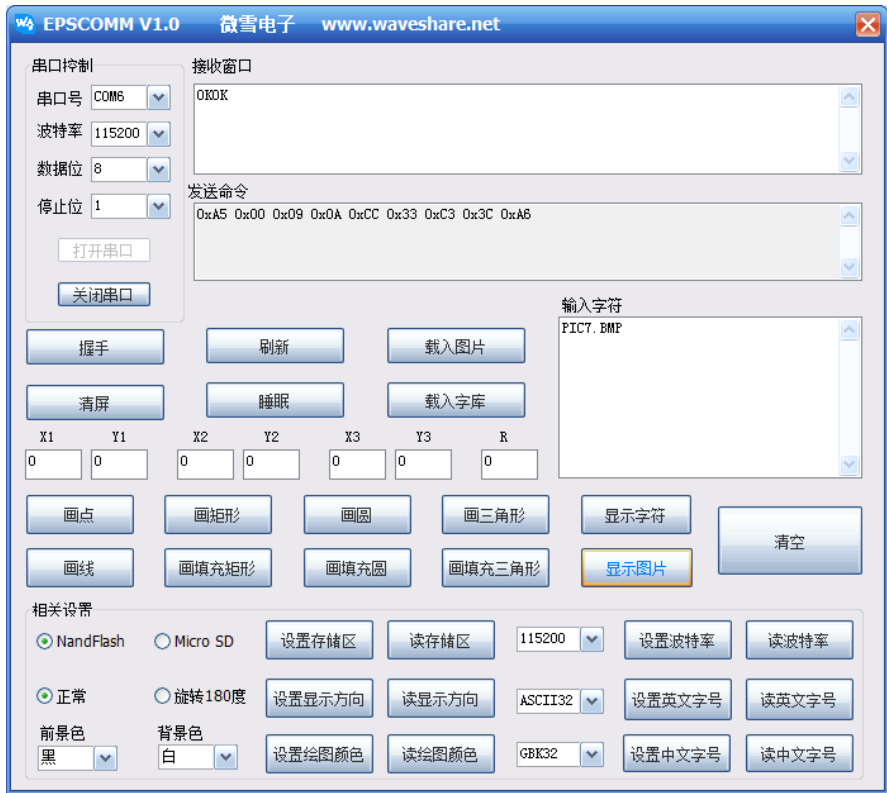 EPSCOMM V1.0 微雪电子 www.waveshare.net
串口控制
串口号 COM6
波特率 115200
数据位 8
停止位 1
打开串口
关闭串口
接收窗口
OKOK
发送命令
0xA5 0x00 0x09 0x0A 0xCC 0x33 0xC3 0x3C 0xA6
输入字符
PIC7.BMP
握手 刷新 载入图片
清屏 睡眠 载入字库
X1 Y1 X2 Y2 X3 Y3 R
0 0 0 0 0 0 0
画点 画矩形 画圆 画三角形 显示字符
清空
画线 画填充矩形 画填充圆 画填充三角形 显示图片
相关设置
NandFlash Micro SD 设置存储区 读存储区 115200 设置波特率 读波特率
正常 旋转180度 设置显示方向 读显示方向 ASCII32 设置英文字号 读英文字号
前景色 背景色
黑 白 设置绘图颜色 读绘图颜色 GBK32 设置中文字号 读中文字号